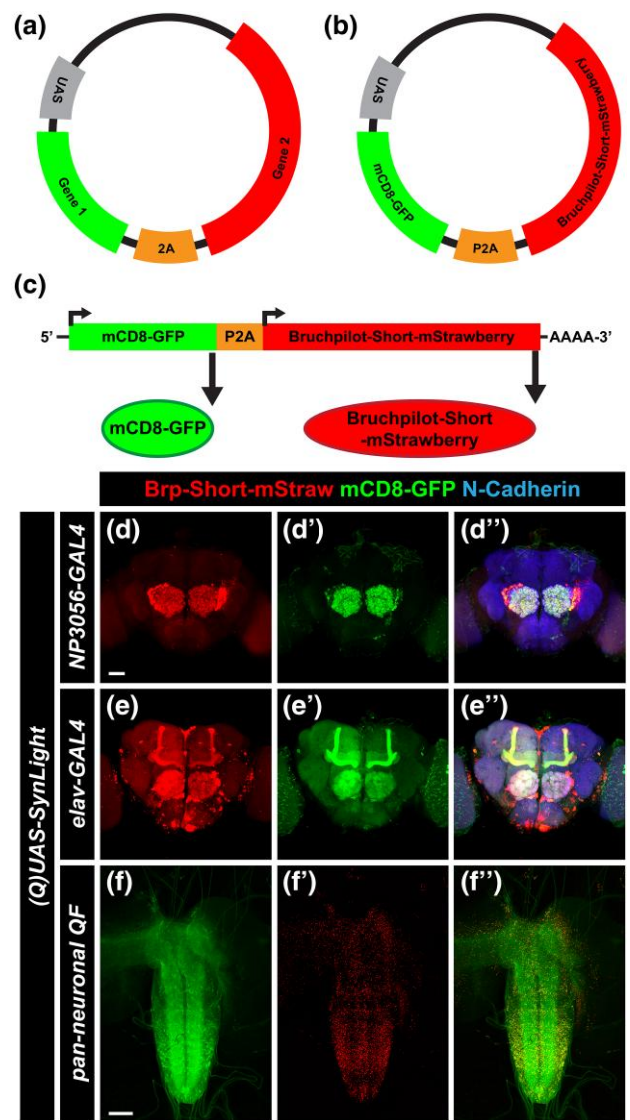 (a)
UAS
Gene 1
2A
Gene 2
(b)
UAS
mCD8-GFP
P2A
Bruchpilot-Short-mStrawberry
(c)
5’
mCD8-GFP
P2A
Bruchpilot-Short-mStrawberry
AAAA-3’
mCD8-GFP
Bruchpilot-Short
-mStrawberry
Brp-Short-mStraw mCD8-GFP N-Cadherin
(Q)UAS-SynLight
NP3056-GAL4
(d)
(d')
(d'')
elav-GAL4
(e)
(e')
(e'')
pan-neuronal QF
(f)
(f')
(f'')